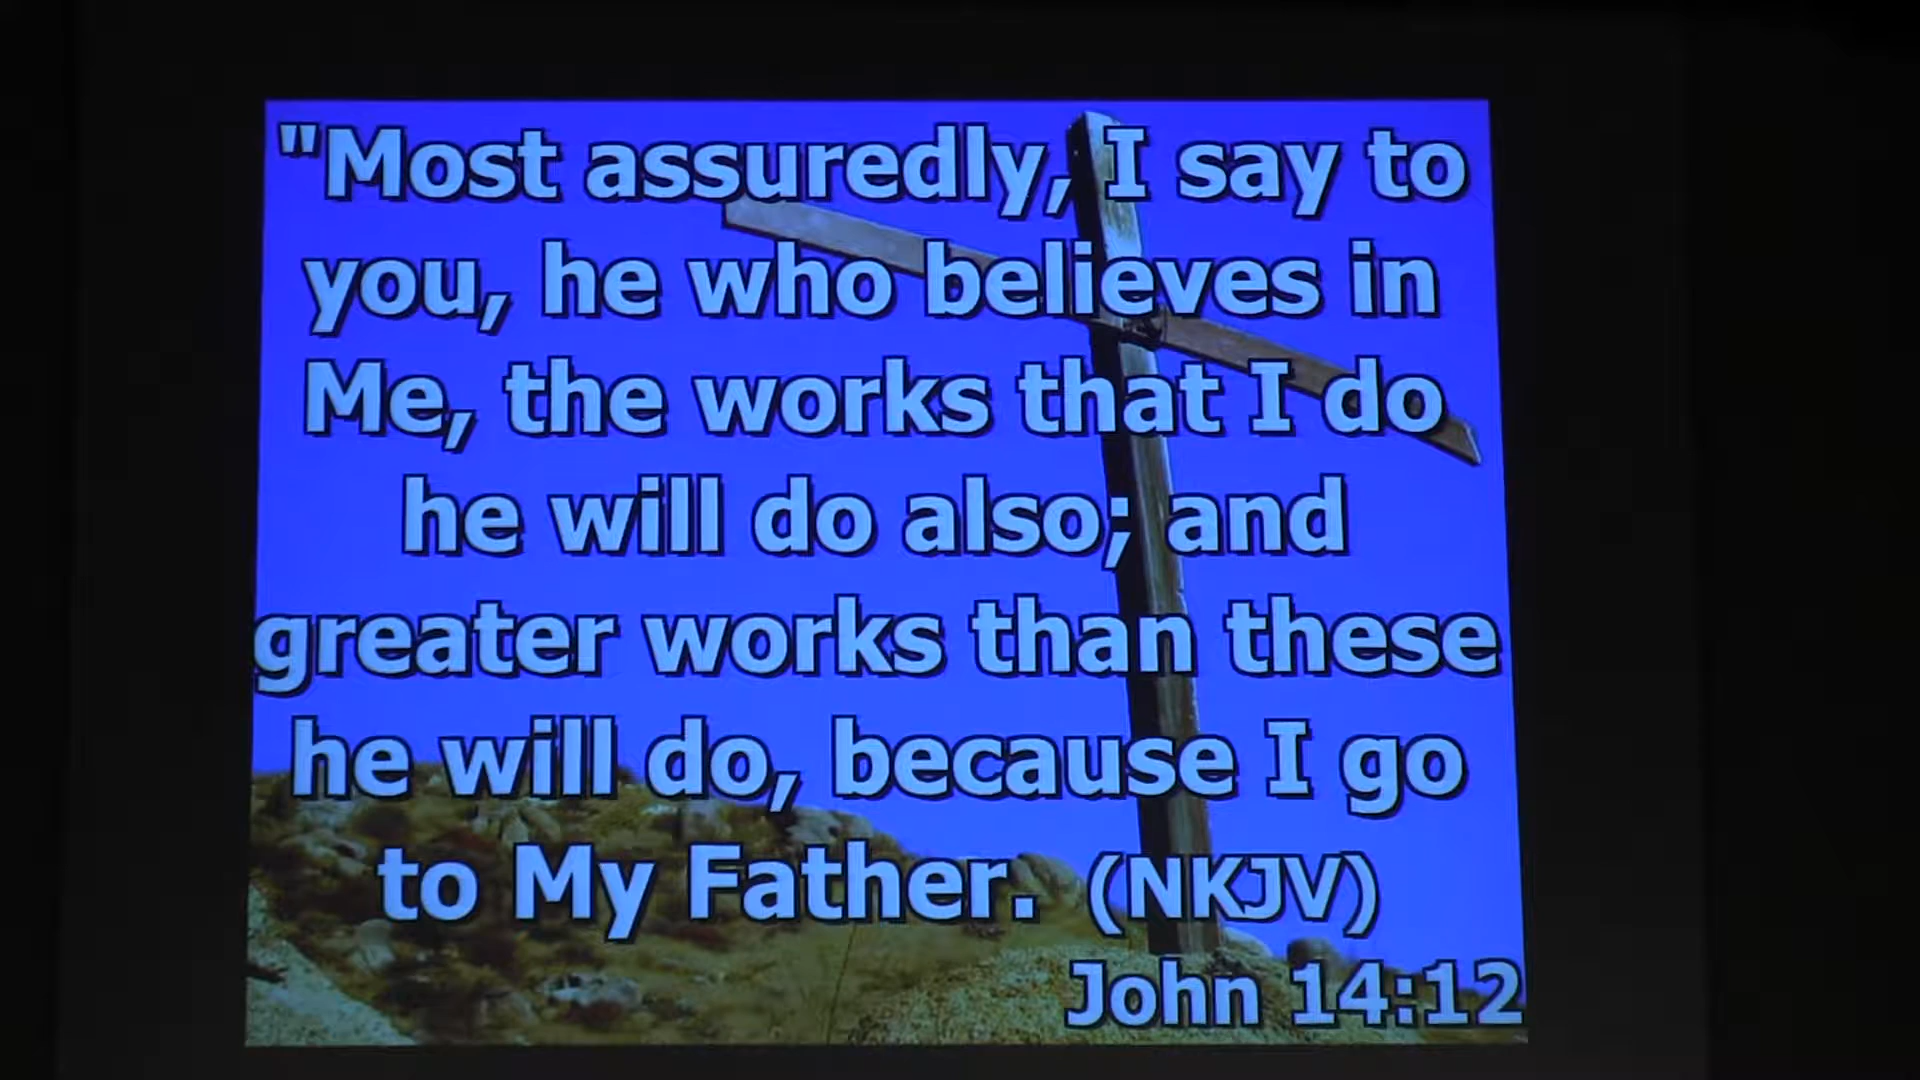 "Most assuredly, I say to
you, he who believes in
Me, the works that I do
he will do also; and
greater works than these
he will do, because I go
to My Father. (NKJV)
John 14:12